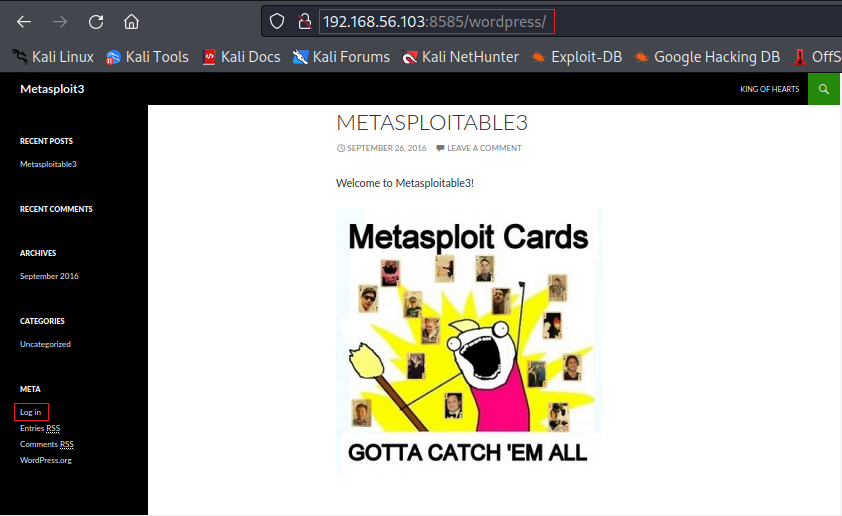 192.168.56.103:8585/wordpress/
Kali Linux Kali Tools Kali Docs Kali Forums Kali NetHunter Exploit-DB Google Hacking DB OffS
Metasploit3 KING OF HEARTS
RECENT POSTS
Metasploitable3
RECENT COMMENTS
ARCHIVES
September 2016
CATEGORIES
Uncategorized
META
Log in
Entries RSS
Comments RSS
WordPress.org
METASPLOITABLE3
SEPTEMBER 26, 2016 LEAVE A COMMENT
Welcome to Metasploitable3!
Metasploit Cards
GOTTA CATCH 'EM ALL